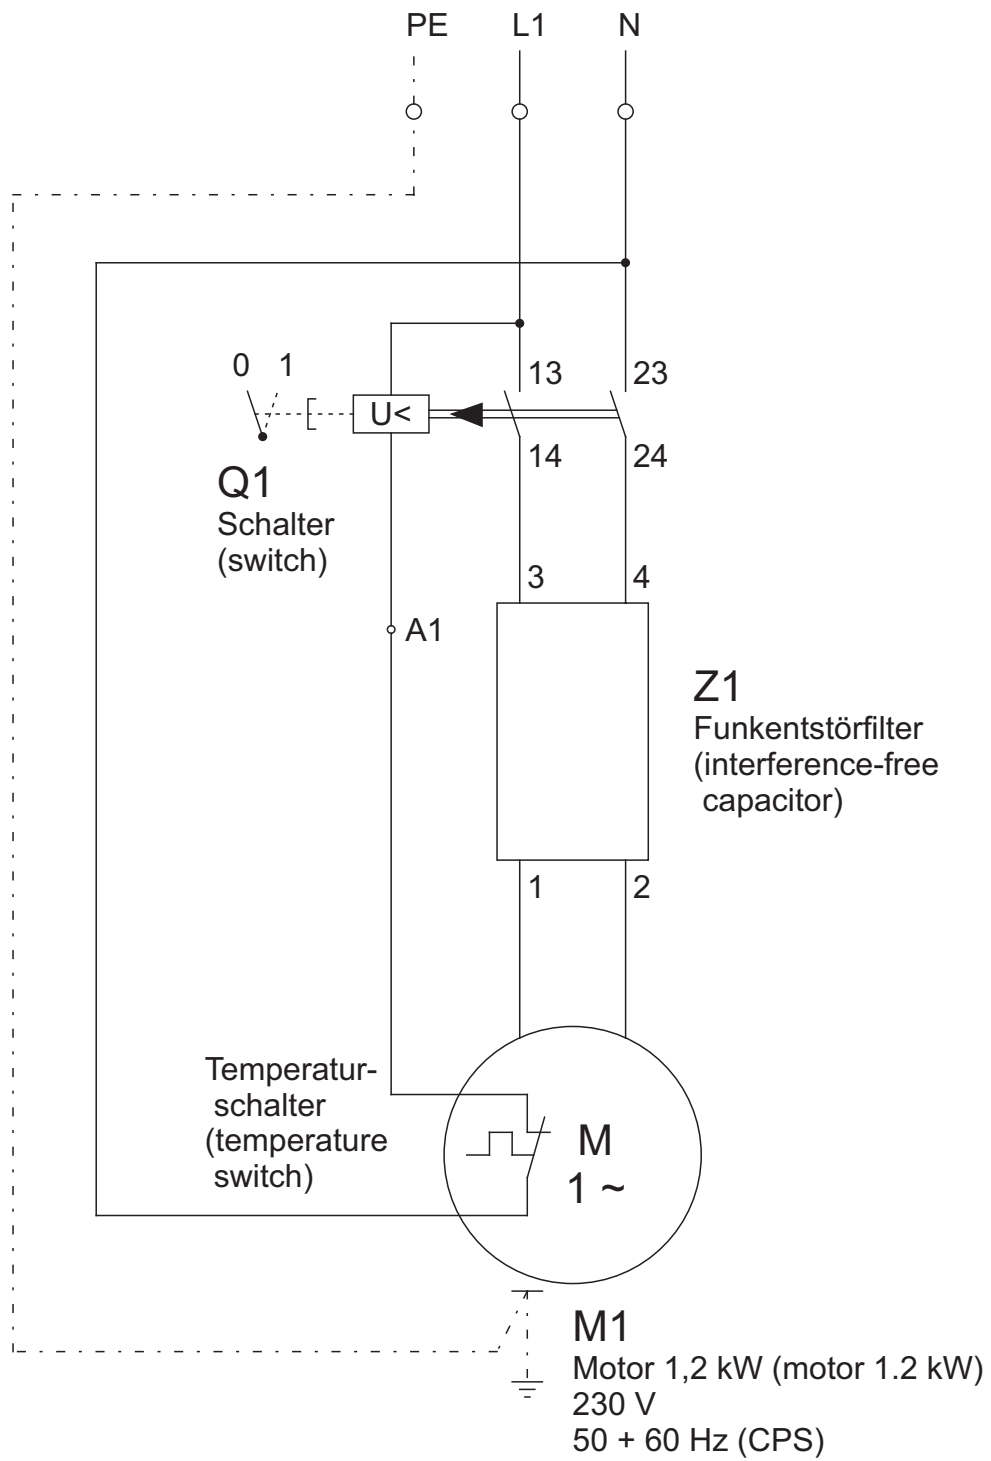 PE L1 N
0 1
13 23
U<
14 24
Q1
Schalter
(switch)
3 4
A1
Z1
Funkentstörfilter
(interference-free
capacitor)
1 2
Temperatur-
schalter
(temperature
switch)
M
1 ~
M1
Motor 1,2 kW (motor 1.2 kW)
230 V
50 + 60 Hz (CPS)